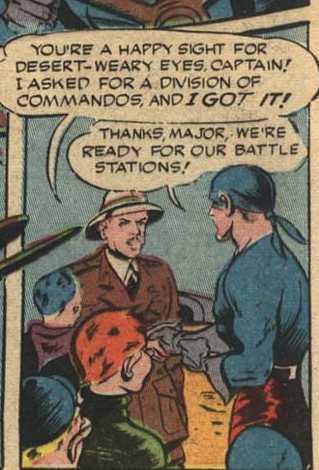 YOU'RE A HAPPY SIGHT FOR
DESERT-WEARY EYES, CAPTAIN!
I ASKED FOR A DIVISION OF
COMMANDOS, AND I GOT IT!
THANKS, MAJOR, WE'RE
READY FOR OUR BATTLE
STATIONS!